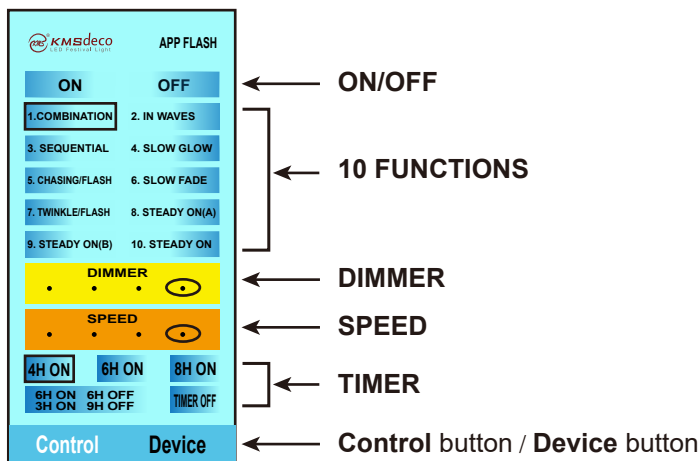 KMS KMSdeco APP FLASH
LED Festival Light
ON OFF
ON/OFF
1.COMBINATION 2. IN WAVES
3. SEQUENTIAL 4. SLOW GLOW
5. CHASING/FLASH 6. SLOW FADE
7. TWINKLE/FLASH 8. STEADY ON(A)
9. STEADY ON(B) 10. STEADY ON
10 FUNCTIONS
DIMMER
DIMMER
SPEED
SPEED
4H ON 6H ON 8H ON
6H ON 6H OFF
3H ON 9H OFF
TIMER OFF
TIMER
Control Device
Control button / Device button